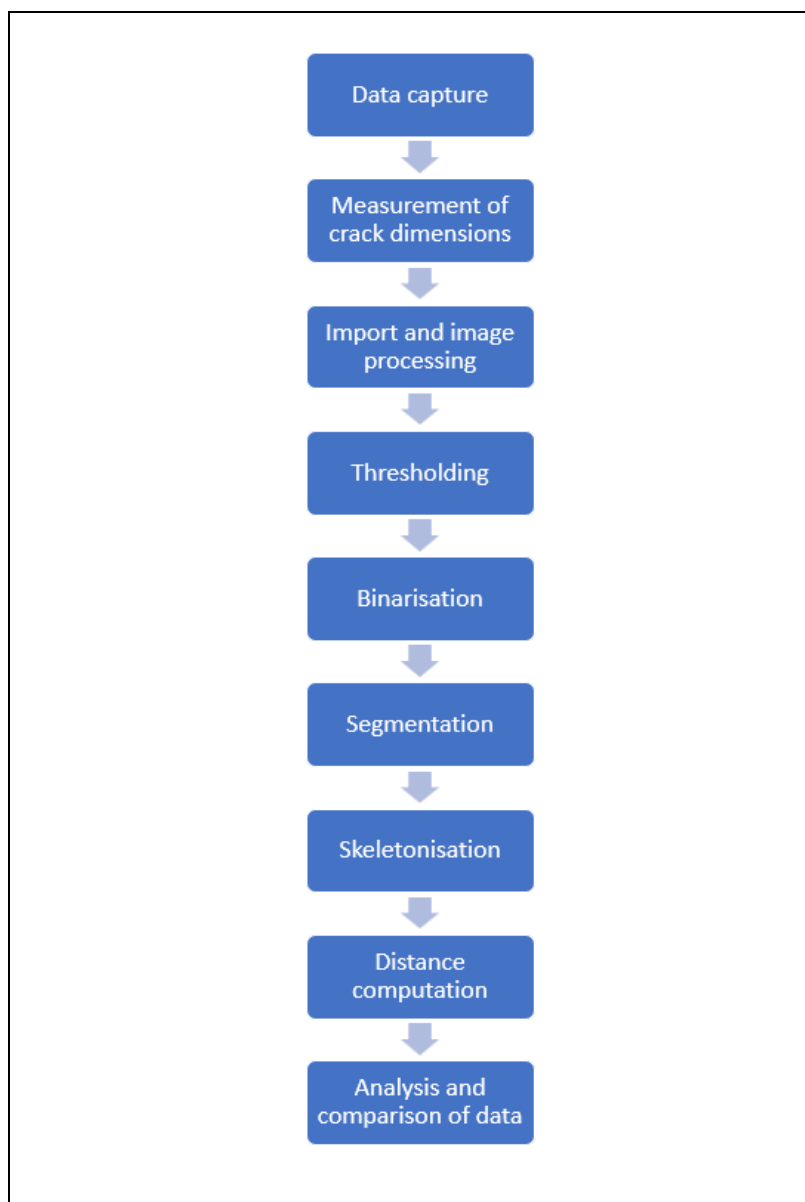 Data capture
Measurement of
crack dimensions
Import and image
processing
Thresholding
Binarisation
Segmentation
Skeletonisation
Distance
computation
Analysis and
comparison of data